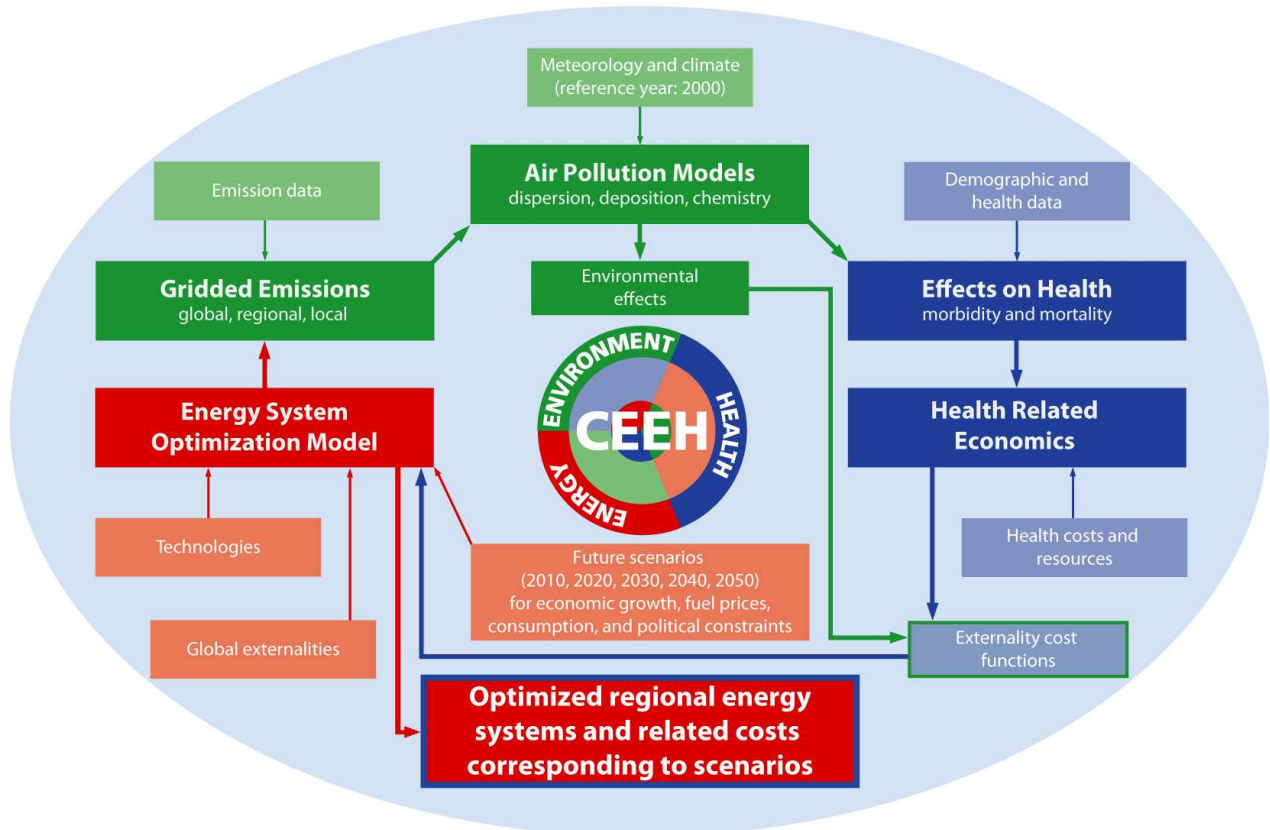 Meteorology and climate
(reference year: 2000)
Air Pollution Models
dispersion, deposition, chemistry
Emission data
Demographic and
health data
Gridded Emissions
global, regional, local
Environmental
effects
Effects on Health
morbidity and mortality
ENVIRONMENT
HEALTH
ENERGY
CEEH
Energy System
Optimization Model
Health Related
Economics
Technologies
Future scenarios
(2010, 2020, 2030, 2040, 2050)
for economic growth, fuel prices,
consumption, and political constraints
Health costs and
resources
Global externalities
Externality cost
functions
Optimized regional energy
systems and related costs
corresponding to scenarios